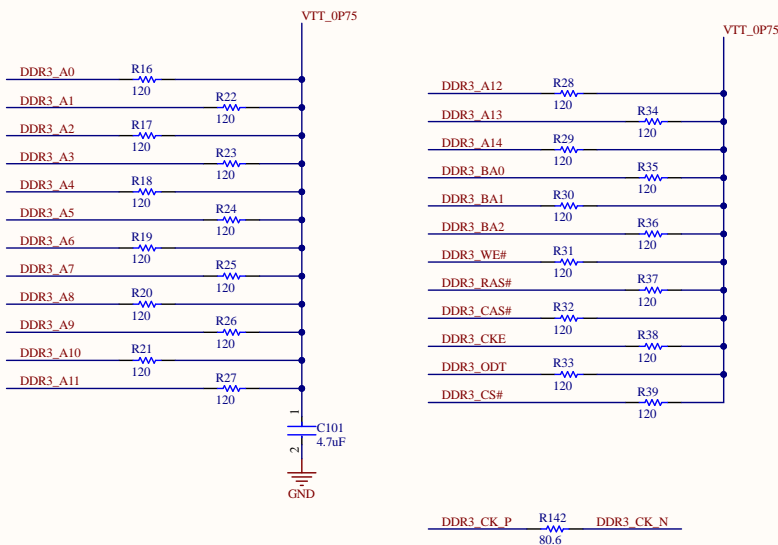 VTT_0P75
DDR3_A0 R16 120
DDR3_A1 R22 120
DDR3_A2 R17 120
DDR3_A3 R23 120
DDR3_A4 R18 120
DDR3_A5 R24 120
DDR3_A6 R19 120
DDR3_A7 R25 120
DDR3_A8 R20 120
DDR3_A9 R26 120
DDR3_A10 R21 120
DDR3_A11 R27 120
1
C101
4.7uF
2
GND
VTT_0P75
DDR3_A12 R28 120
DDR3_A13 R34 120
DDR3_A14 R29 120
DDR3_BA0 R35 120
DDR3_BA1 R30 120
DDR3_BA2 R36 120
DDR3_WE# R31 120
DDR3_RAS# R37 120
DDR3_CAS# R32 120
DDR3_CKE R38 120
DDR3_ODT R33 120
DDR3_CS# R39 120
DDR3_CK_P R142 DDR3_CK_N
80.6